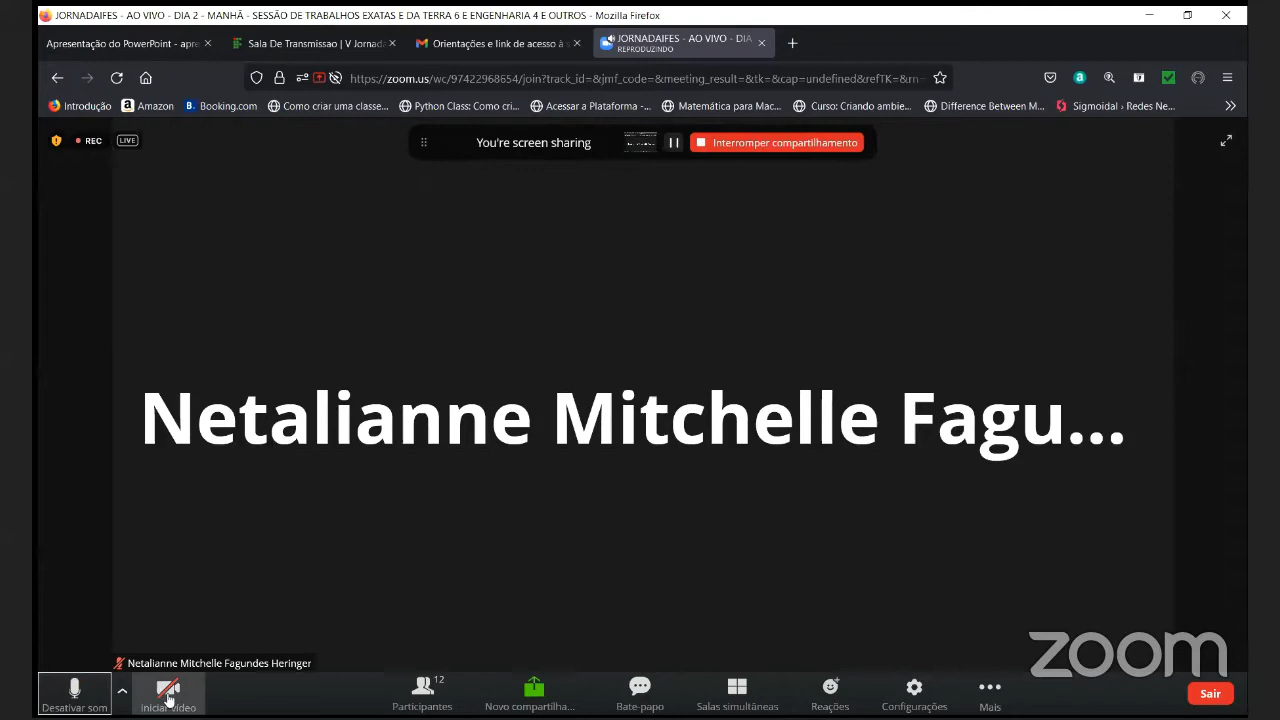 JORNADAIFES - AO VIVO - DIA 2 - MANHÃ - SESSÃO DE TRABALHOS EXATAS E DA TERRA 6 E ENGENHARIA 4 E OUTROS - Mozilla Firefox
Apresentação do PowerPoint - apre
Sala De Transmissao | V Jornad
Orientações e link de acesso à s
JORNADAIFES - AO VIVO - DIA
REPRODUZINDO
https://zoom.us/wc/97422968654/join?track_id=&jmf_code=&meeting_result=&tk=&cap=undefined&refTK=&rn
Introdução
Amazon
Booking.com
Como criar uma classe...
Python Class: Como cri...
Acessar a Plataforma -...
Matemática para Mac...
Curso: Criando ambie...
Difference Between M...
Sigmoidal › Redes Ne...
REC
LIVE
You're screen sharing
Interromper compartilhamento
Netalianne Mitchelle Fagu...
Netalianne Mitchelle Fagundes Heringer
zoom
Desativar som
Iniciar vídeo
12
Participantes
Novo compartilha...
Bate-papo
Salas simultâneas
Reações
Configurações
Mais
Sair